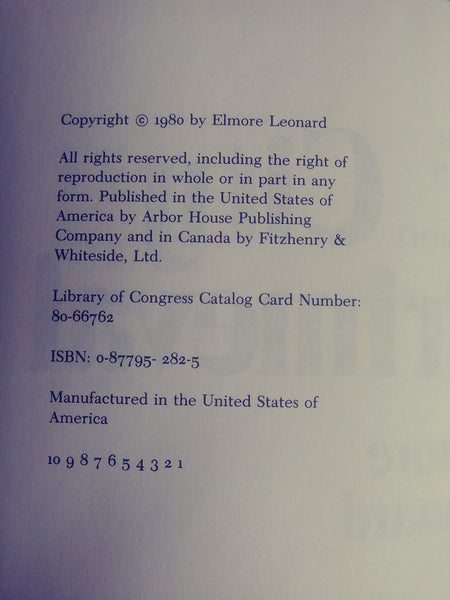 Copyright © 1980 by Elmore Leonard
All rights reserved, including the right of
reproduction in whole or in part in any
form. Published in the United States of
America by Arbor House Publishing
Company and in Canada by Fitzhenry &
Whiteside, Ltd.
Library of Congress Catalog Card Number:
80-66762
ISBN: 0-87795- 282-5
Manufactured in the United States of
America
10 9 8 7 6 5 4 3 2 1